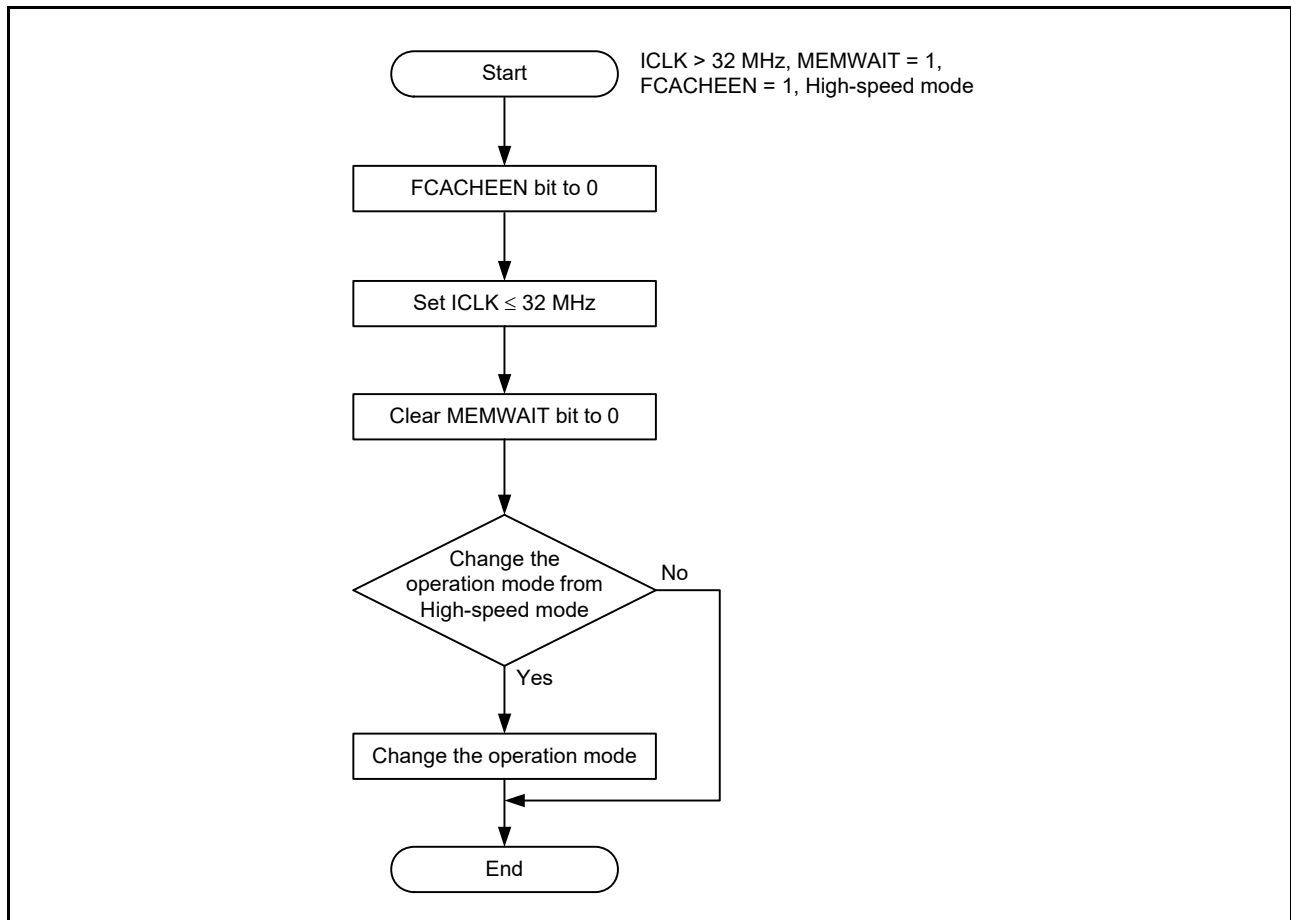 Start
ICLK > 32 MHz, MEMWAIT = 1,
FCACHEEN = 1, High-speed mode
FCACHEEN bit to 0
Set ICLK ≤ 32 MHz
Clear MEMWAIT bit to 0
Change the
operation mode from
High-speed mode
No
Yes
Change the operation mode
End